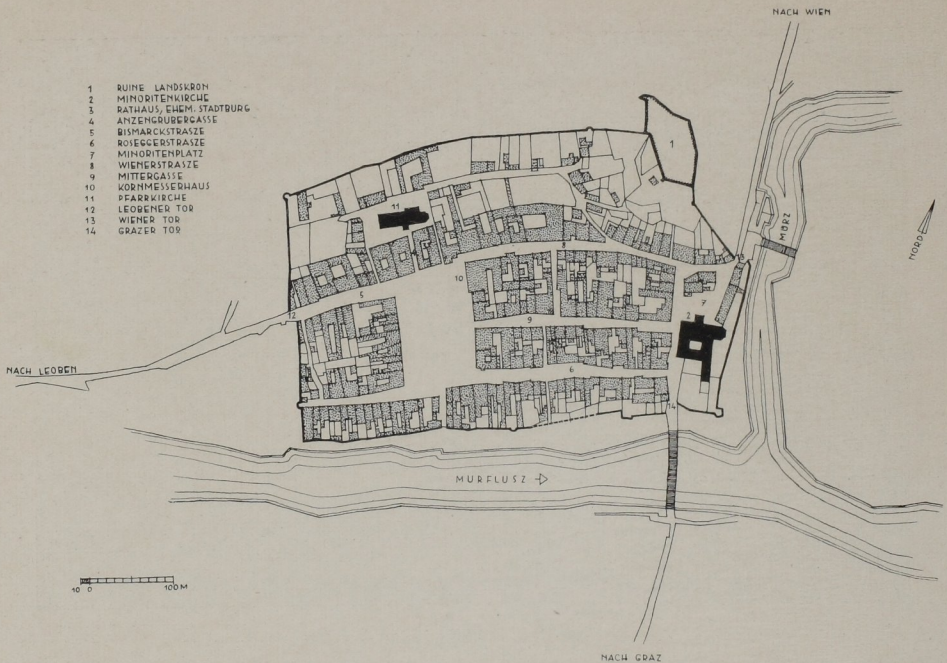 NACH WIEN
1 RUINE LANDSKRON
2 MINORITENKIRCHE
3 RATHAUS, EHEM. STADTBURG
4 ANZENGRUBERGASSE
5 BISMARCKSTRASZE
6 ROSEGGERSTRASZE
7 MINORITENPLATZ
8 WIENERSTRASZE
9 MITTERGASSE
10 KORNMESSERHAUS
11 PFARRKIRCHE
12 LEOBENER TOR
13 WIENER TOR
14 GRAZER TOR
1
11
MÜRZ
NORD
8
13
10
5
7
12
9
2
NACH LEOBEN
6
14
MURFLUSZ
10 0 100 M
NACH GRAZ